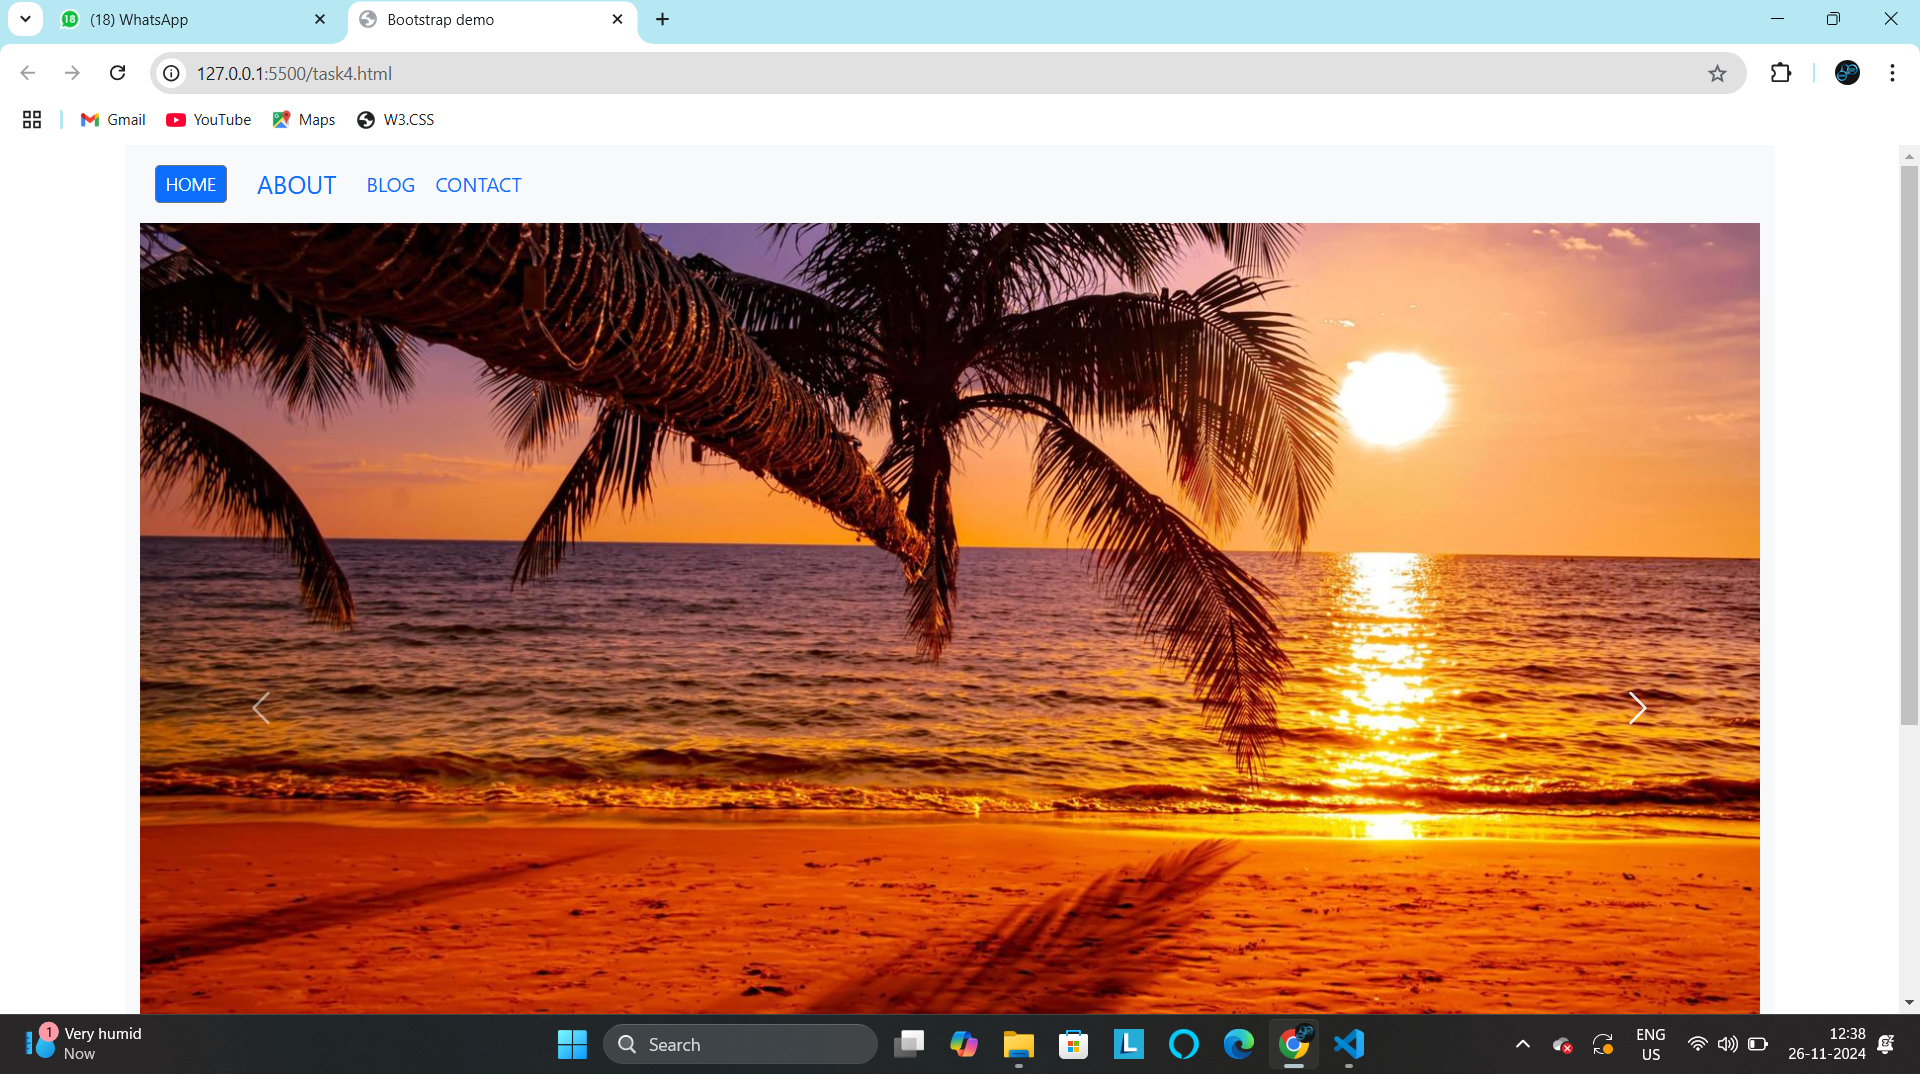 18 (18) WhatsApp
Bootstrap demo
127.0.0.1:5500/task4.html
Gmail
YouTube
Maps
W3.CSS
HOME
ABOUT
BLOG
CONTACT
1
Very humid
Now
Search
L
ENG
US
12:38
26-11-2024